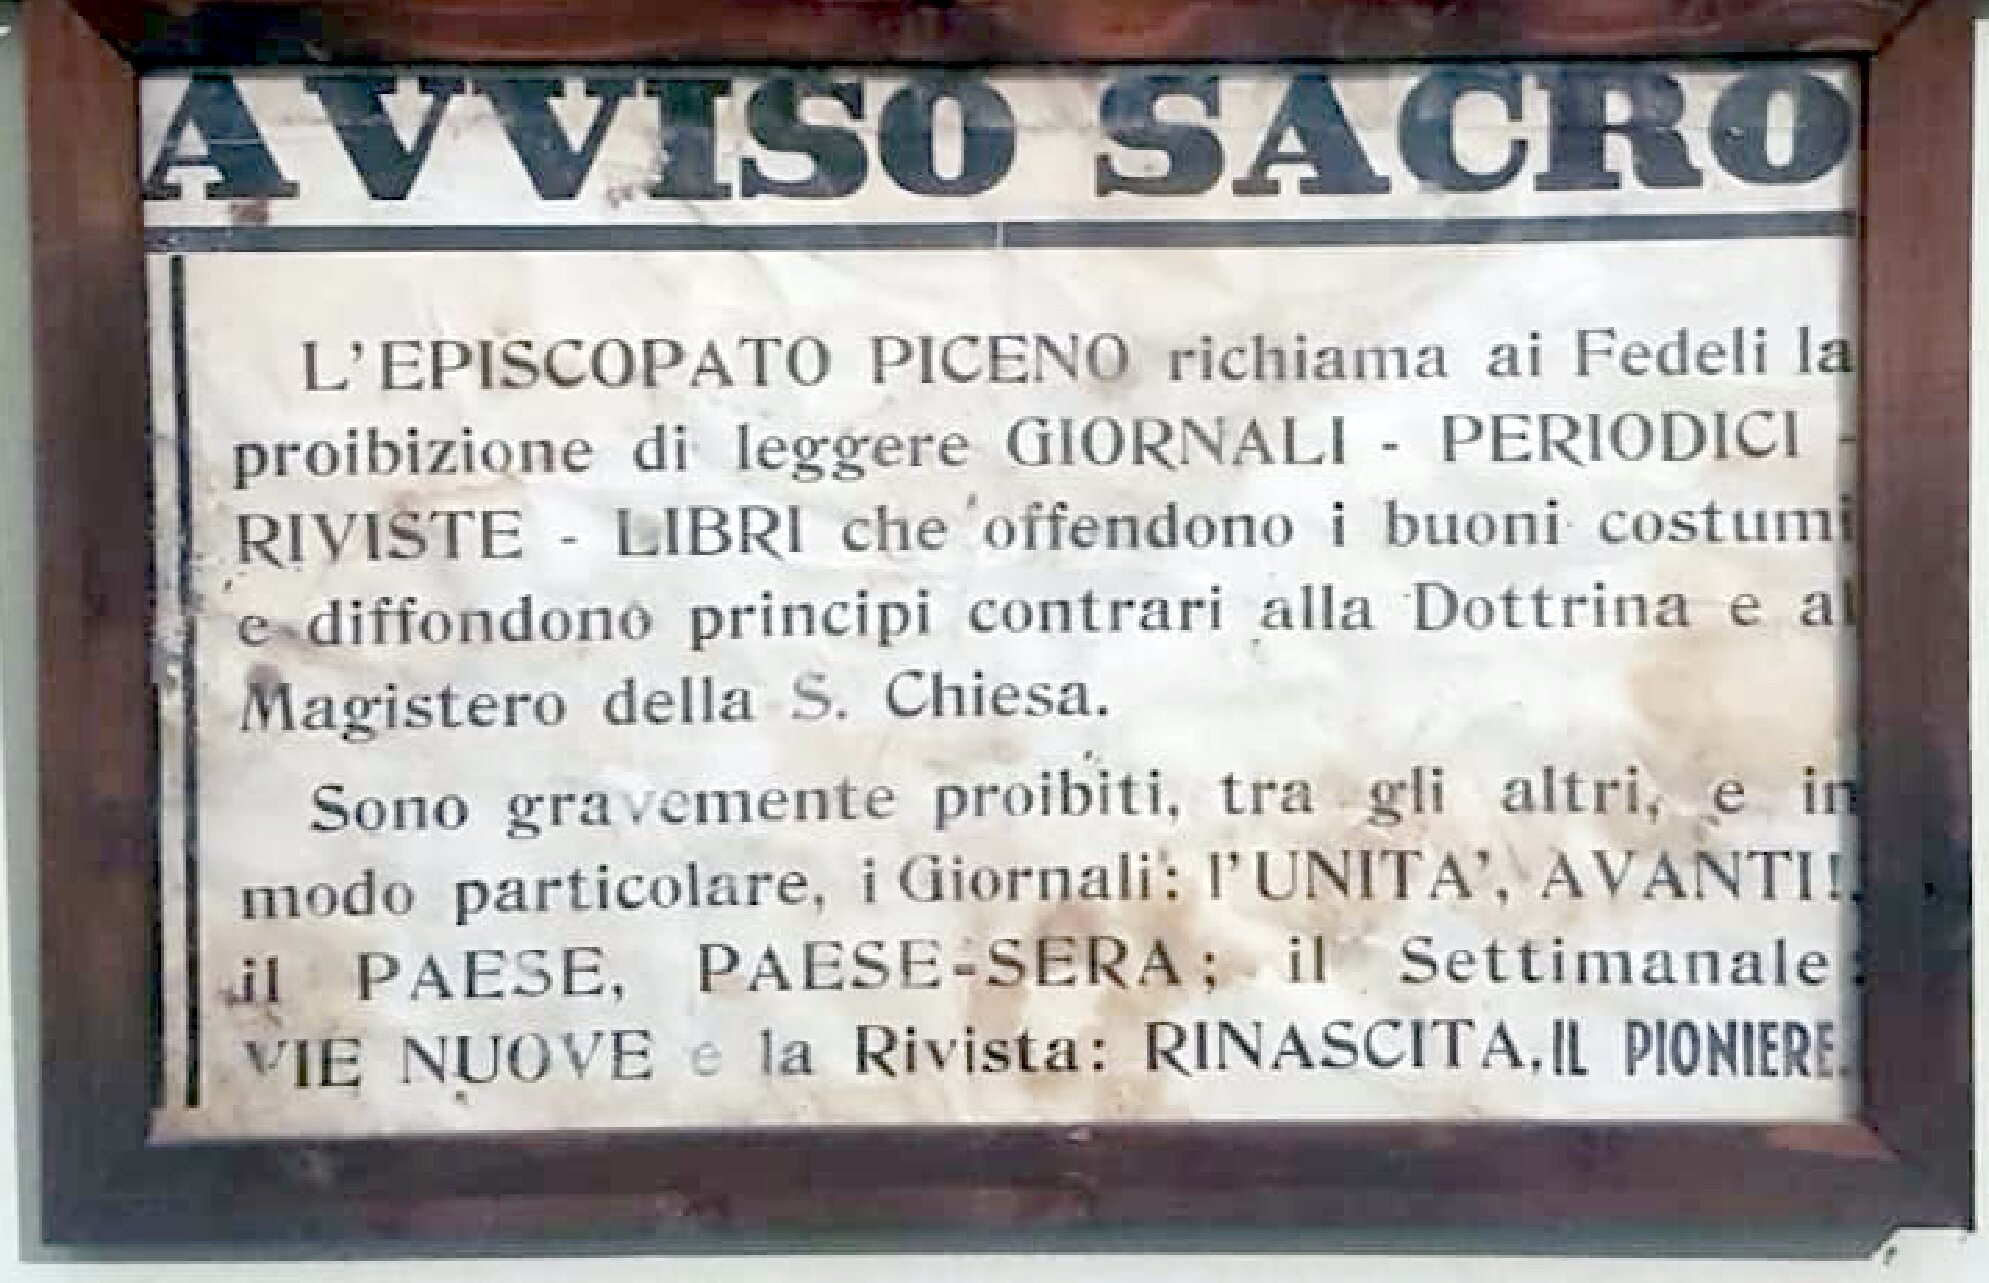 AVVISO SACRO
L'EPISCOPATO PICENO richiama ai Fedeli la
proibizione di leggere GIORNALI - PERIODICI -
RIVISTE - LIBRI che offendono i buoni costumi
e diffondono principi contrari alla Dottrina e al
Magistero della S. Chiesa.
Sono gravemente proibiti, tra gli altri, e in
modo particolare, i Giornali: l'UNITA', AVANTI!,
il PAESE, PAESE-SERA; il Settimanale:
VIE NUOVE e la Rivista: RINASCITA, IL PIONIERE.